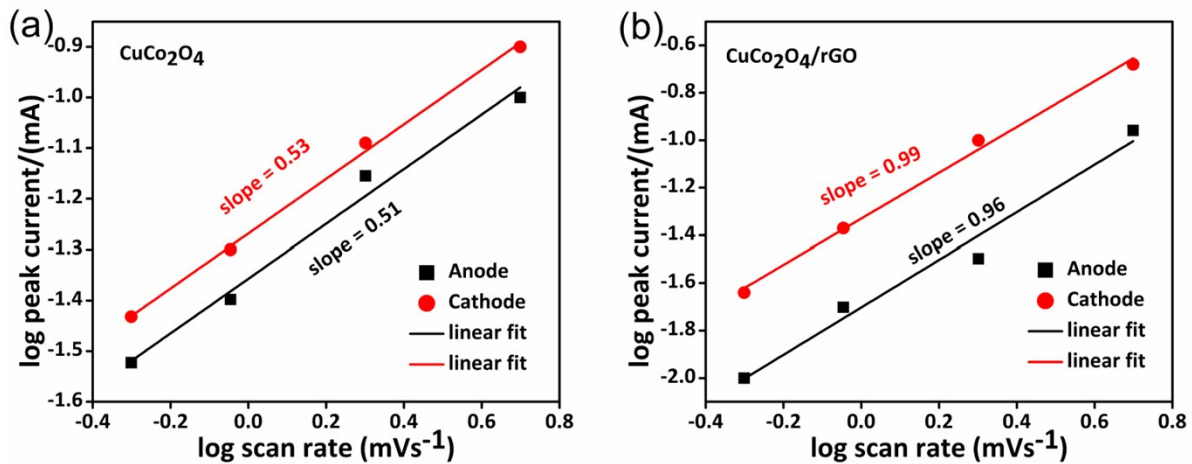 (a)
CuCo2O4
log peak current/(mA)
-0.9
-1.0
-1.1
-1.2
-1.3
-1.4
-1.5
-1.6
slope = 0.53
slope = 0.51
Anode
Cathode
linear fit
linear fit
-0.4 -0.2 0.0 0.2 0.4 0.6 0.8
log scan rate (mVs-1)
(b)
CuCo2O4/rGO
log peak current/(mA)
-0.6
-0.8
-1.0
-1.2
-1.4
-1.6
-1.8
-2.0
slope = 0.99
slope = 0.96
Anode
Cathode
linear fit
linear fit
-0.4 -0.2 0.0 0.2 0.4 0.6 0.8
log scan rate (mVs-1)